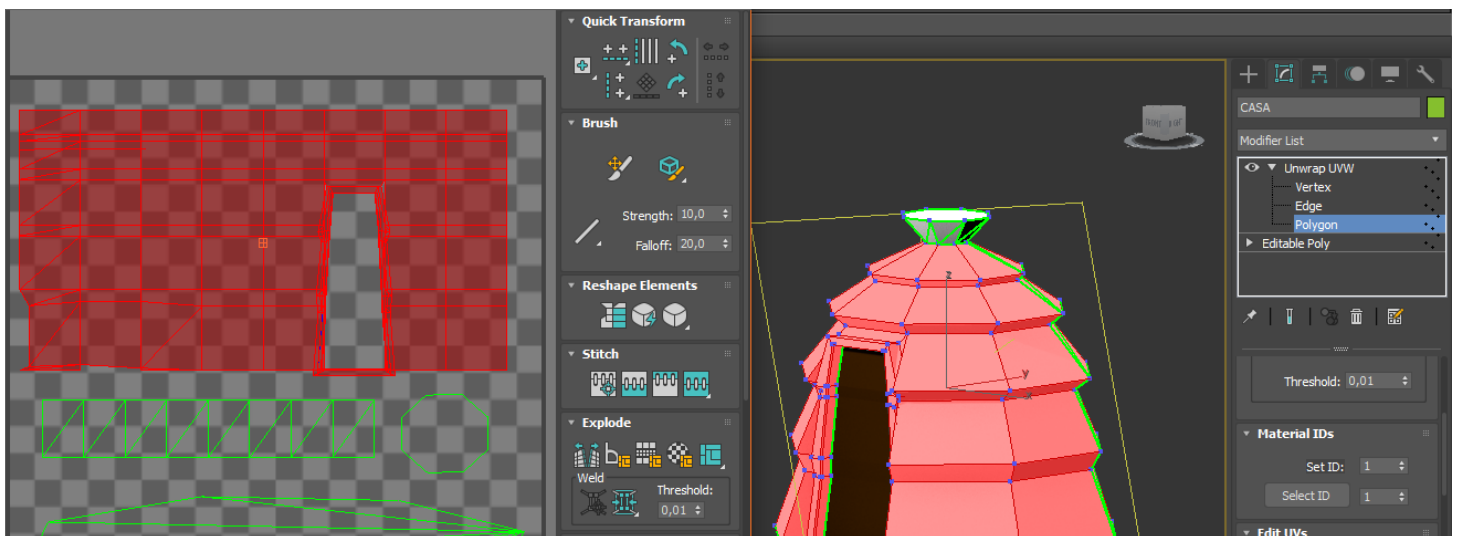 Quick Transform
Brush
Strength: 10,0
Falloff: 20,0
Reshape Elements
Stitch
Explode
Weld
Threshold:
0,01
z
y
x
CASA
Modifier List
Unwrap UVW
Vertex
Edge
Polygon
Editable Poly
Threshold: 0,01
Material IDs
Set ID: 1
Select ID 1
Edit UVs